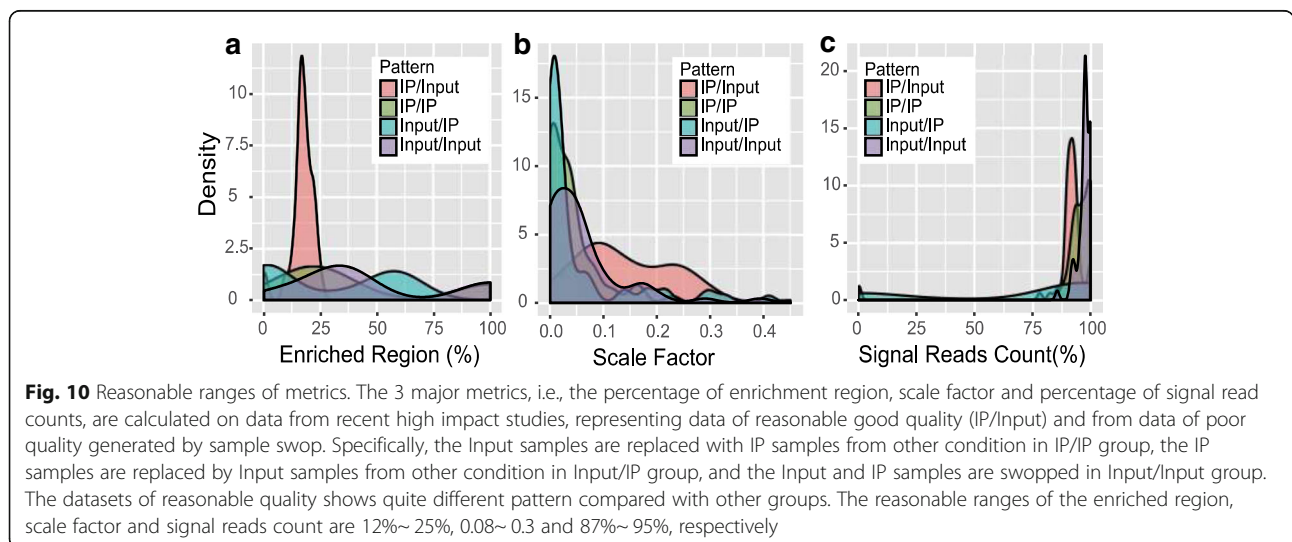 a
Pattern
IP/Input
IP/IP
Input/IP
Input/Input
10
7.5
5
2.5
0
Density
0 25 50 75 100
Enriched Region (%)
b
Pattern
IP/Input
IP/IP
Input/IP
Input/Input
15
10
5
0
0.0 0.1 0.2 0.3 0.4
Scale Factor
c
Pattern
IP/Input
IP/IP
Input/IP
Input/Input
20
15
10
5
0
0 50 100
Signal Reads Count(%)
Fig. 10 Reasonable ranges of metrics. The 3 major metrics, i.e., the percentage of enrichment region, scale factor and percentage of signal read
counts, are calculated on data from recent high impact studies, representing data of reasonable good quality (IP/Input) and from data of poor
quality generated by sample swop. Specifically, the Input samples are replaced with IP samples from other condition in IP/IP group, the IP
samples are replaced by Input samples from other condition in Input/IP group, and the Input and IP samples are swopped in Input/Input group.
The datasets of reasonable quality shows quite different pattern compared with other groups. The reasonable ranges of the enriched region,
scale factor and signal reads count are 12%~ 25%, 0.08~ 0.3 and 87%~ 95%, respectively